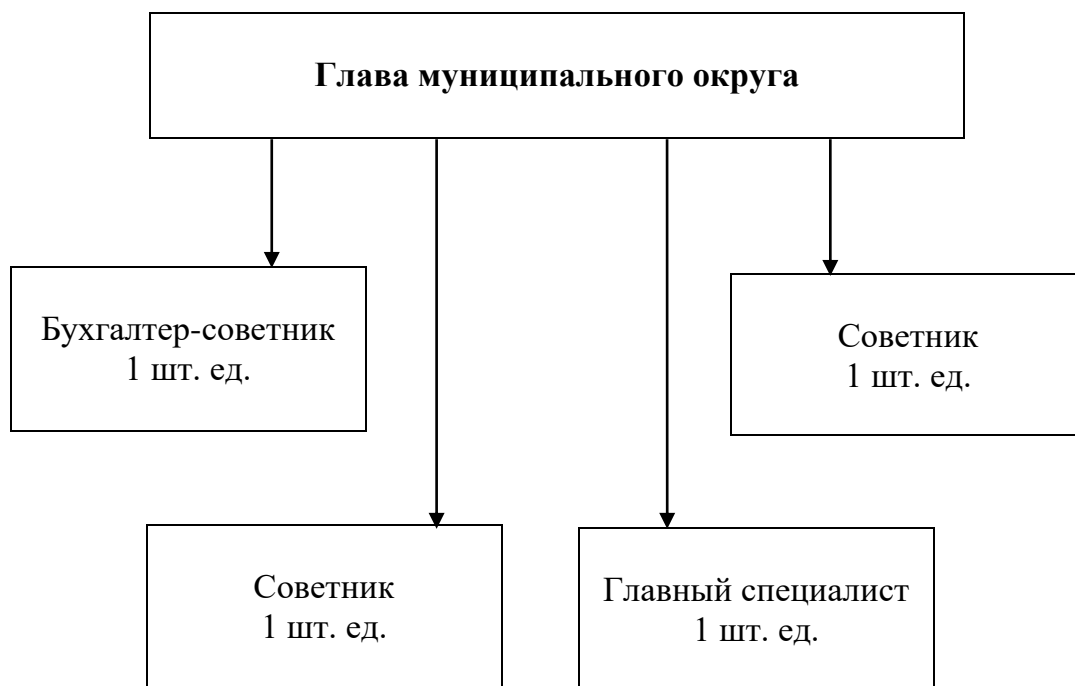 Глава муниципального округа
Бухгалтер-советник
1 шт. ед.
Советник
1 шт. ед.
Советник
1 шт. ед.
Главный специалист
1 шт. ед.